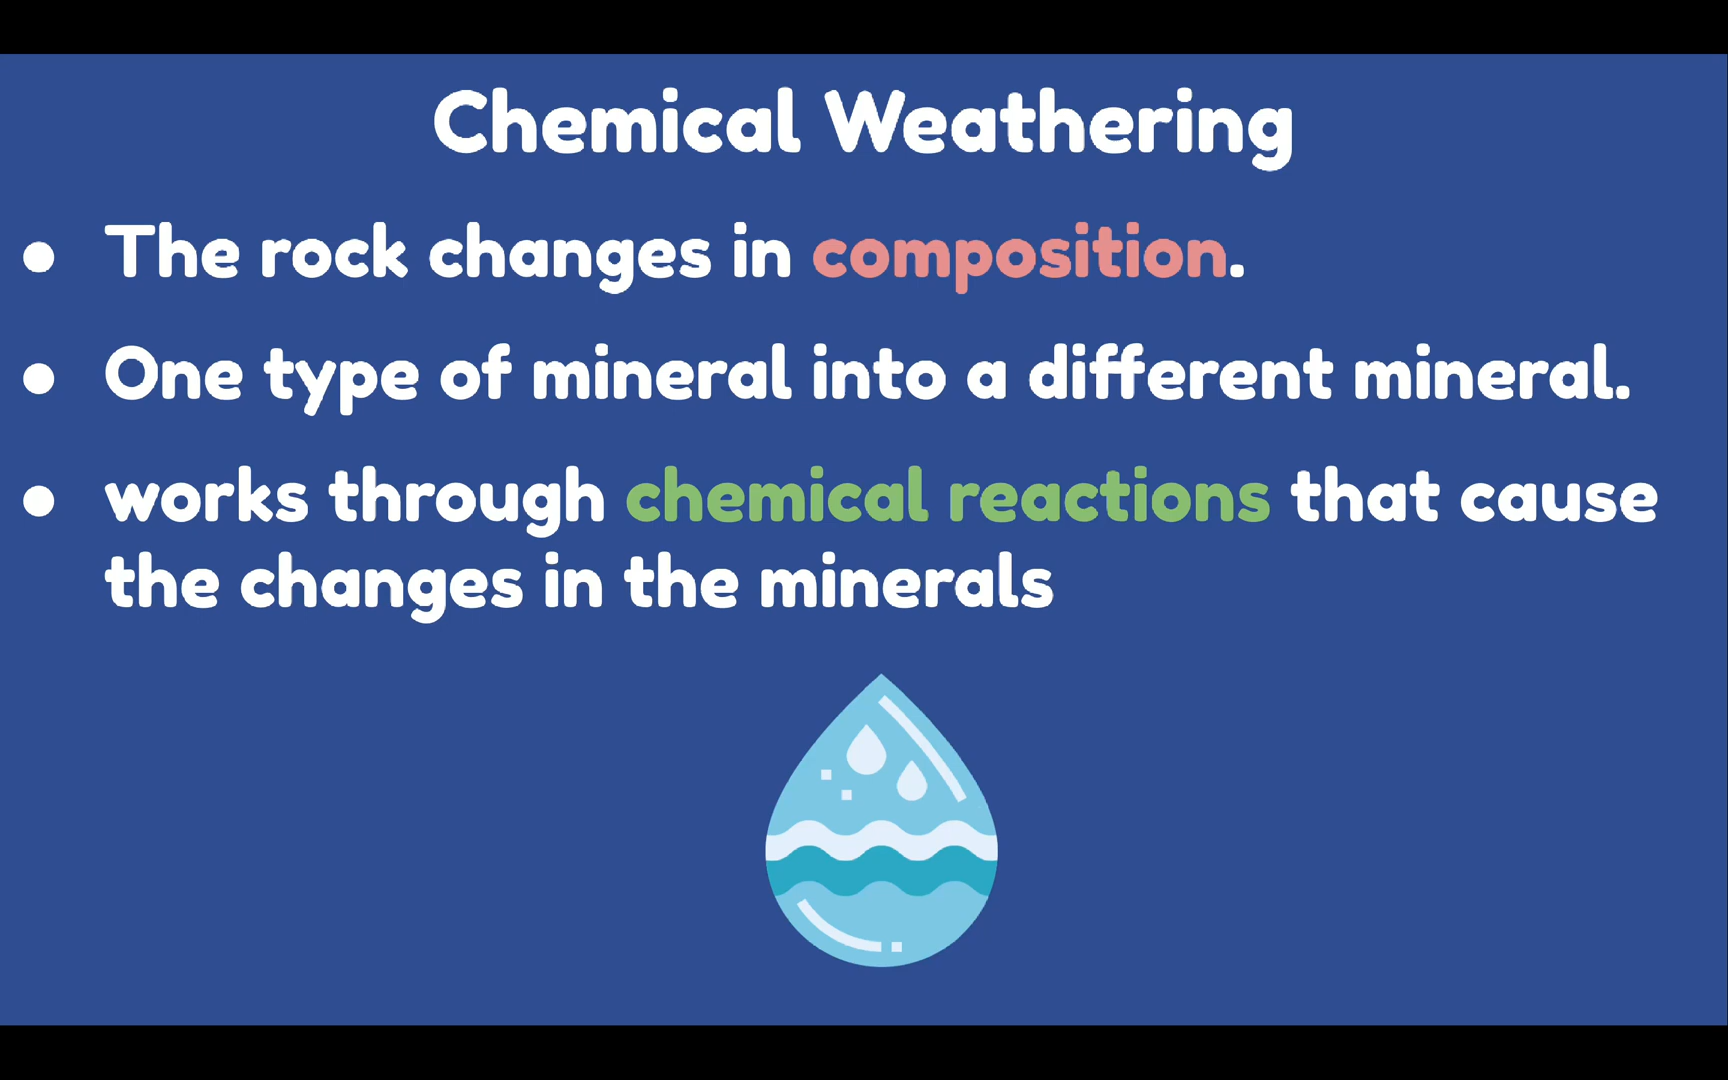 Chemical Weathering
● The rock changes in composition.
● One type of mineral into a different mineral.
● works through chemical reactions that cause
the changes in the minerals